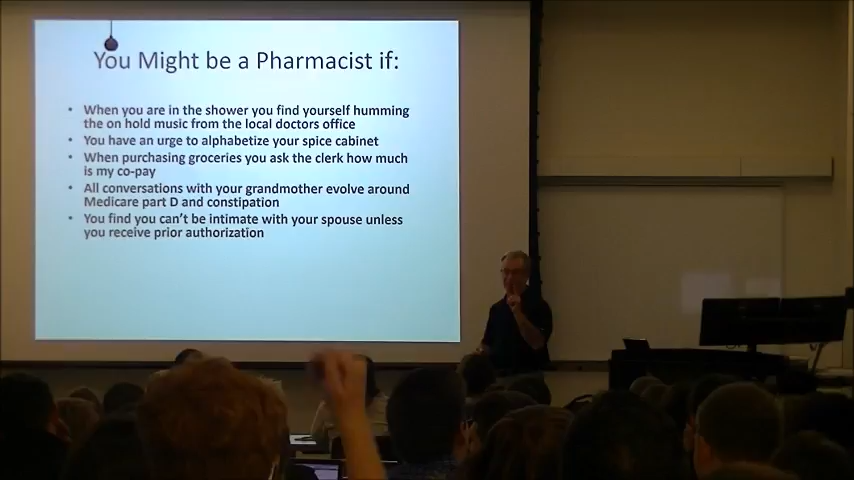 You Might be a Pharmacist if:
• When you are in the shower you find yourself humming
the on hold music from the local doctors office
• You have an urge to alphabetize your spice cabinet
• When purchasing groceries you ask the clerk how much
is my co-pay
• All conversations with your grandmother evolve around
Medicare part D and constipation
• You find you can't be intimate with your spouse unless
you receive prior authorization